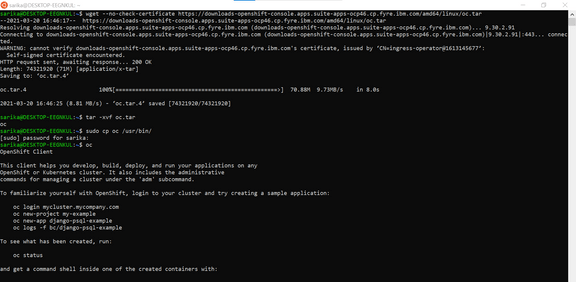 sarika@DESKTOP-EEGNKUL: ~
sarika@DESKTOP-EEGNKUL:~$ wget --no-check-certificate https://downloads-openshift-console.apps.suite-apps-ocp46.cp.fyre.ibm.com/amd64/linux/oc.tar
--2021-03-20 16:46:17--  https://downloads-openshift-console.apps.suite-apps-ocp46.cp.fyre.ibm.com/amd64/linux/oc.tar
Resolving downloads-openshift-console.apps.suite-apps-ocp46.cp.fyre.ibm.com (downloads-openshift-console.apps.suite-apps-ocp46.cp.fyre.ibm.com)... 9.30.2.91
Connecting to downloads-openshift-console.apps.suite-apps-ocp46.cp.fyre.ibm.com (downloads-openshift-console.apps.suite-apps-ocp46.cp.fyre.ibm.com)|9.30.2.91|:443... connec
ted.
WARNING: cannot verify downloads-openshift-console.apps.suite-apps-ocp46.cp.fyre.ibm.com's certificate, issued by ‘CN=ingress-operator@1613145677’:
  Self-signed certificate encountered.
HTTP request sent, awaiting response... 200 OK
Length: 74321920 (71M) [application/x-tar]
Saving to: ‘oc.tar.4’
oc.tar.4 100%[==================================================>] 70.88M 9.73MB/s in 8.0s
2021-03-20 16:46:25 (8.81 MB/s) - ‘oc.tar.4’ saved [74321920/74321920]
sarika@DESKTOP-EEGNKUL:~$ tar -xvf oc.tar
oc
sarika@DESKTOP-EEGNKUL:~$ sudo cp oc /usr/bin/
[sudo] password for sarika:
sarika@DESKTOP-EEGNKUL:~$ oc
OpenShift Client
This client helps you develop, build, deploy, and run your applications on any
OpenShift or Kubernetes cluster. It also includes the administrative
commands for managing a cluster under the 'adm' subcommand.
To familiarize yourself with OpenShift, login to your cluster and try creating a sample application:
oc login mycluster.mycompany.com
oc new-project my-example
oc new-app django-psql-example
oc logs -f bc/django-psql-example
To see what has been created, run:
oc status
and get a command shell inside one of the created containers with: